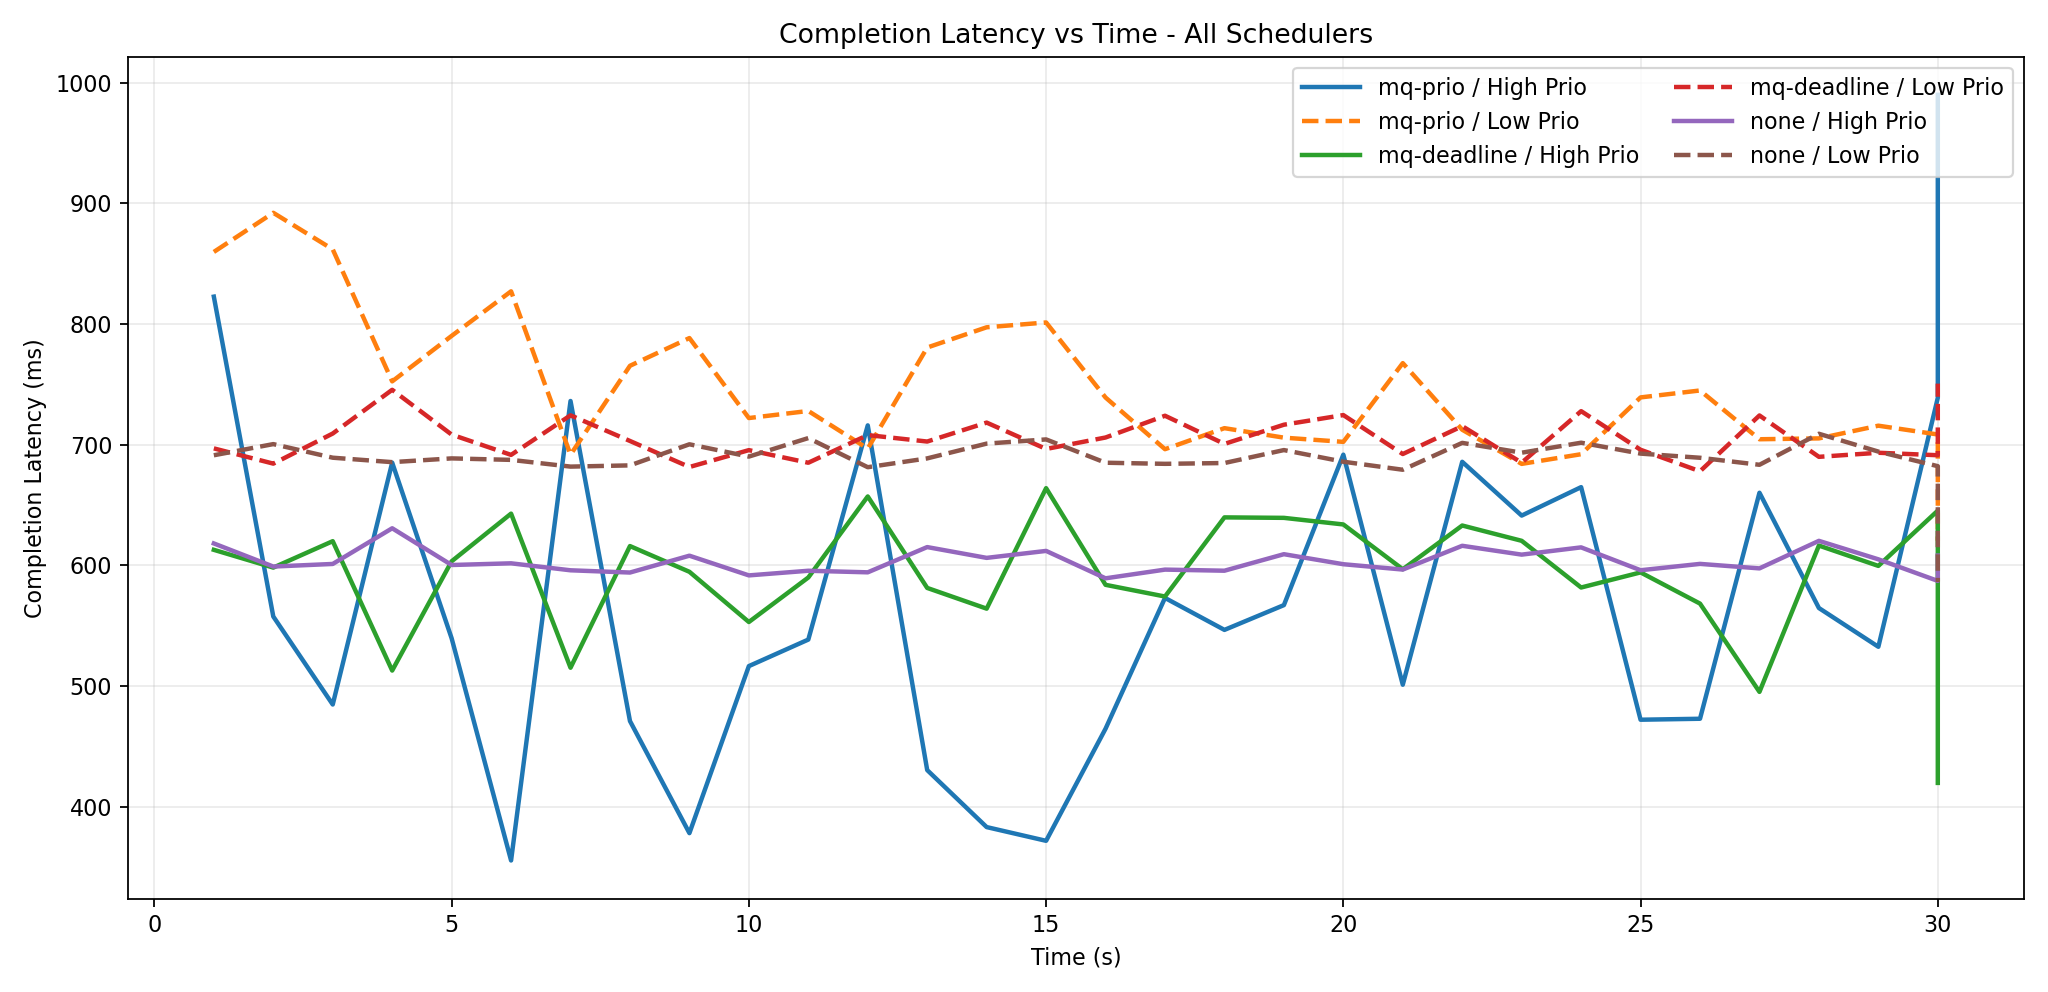 Completion Latency vs Time - All Schedulers
mq-prio / High Prio
mq-prio / Low Prio
mq-deadline / High Prio
mq-deadline / Low Prio
none / High Prio
none / Low Prio
Completion Latency (ms)
1000
900
800
700
600
500
400
0 5 10 15 20 25 30
Time (s)